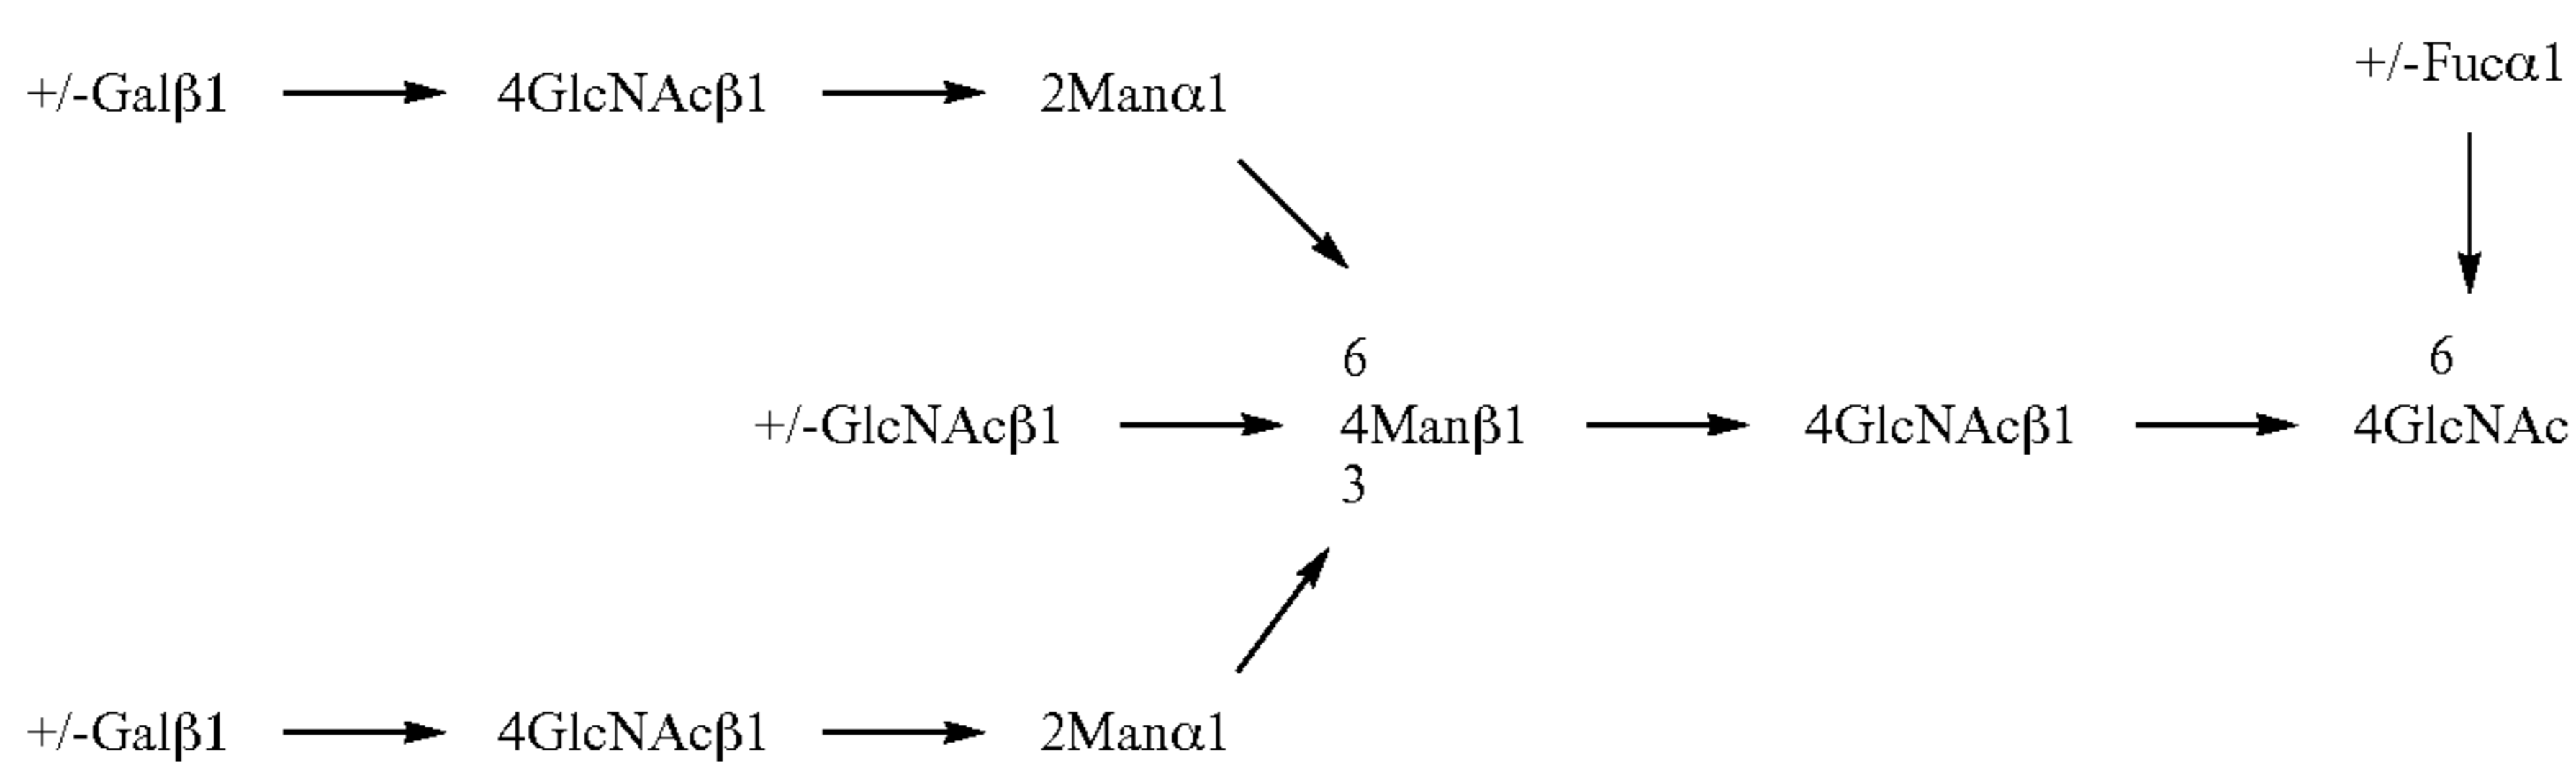 +/-Galβ1 4GlcNAcβ1 2Manα1 +/-Fucα1
6 6
+/-GlcNAcβ1 4Manβ1 4GlcNAcβ1 4GlcNAc
3
+/-Galβ1 4GlcNAcβ1 2Manα1